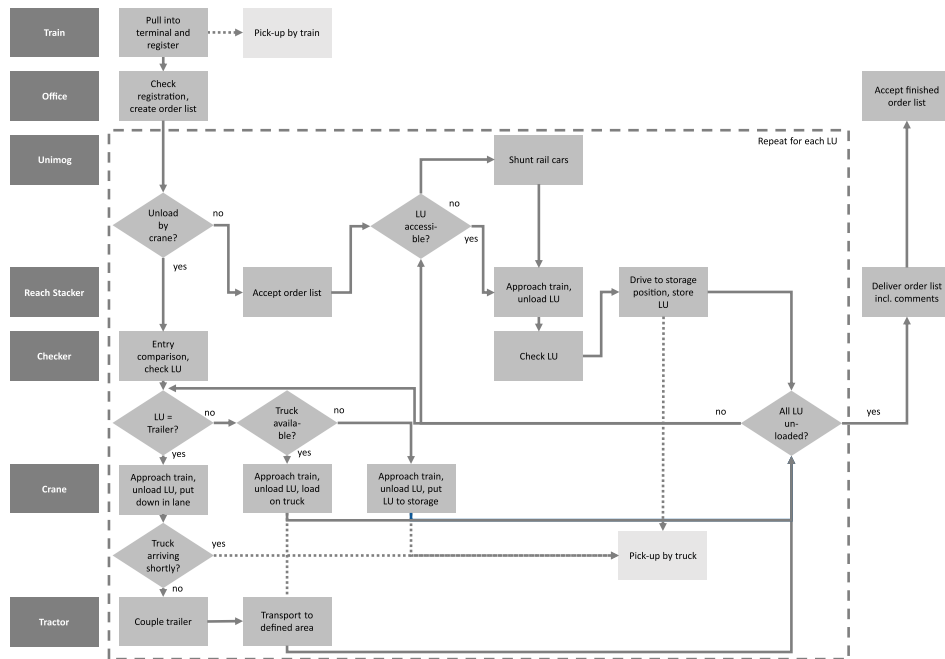 Train
Pull into
terminal and
register
Pick-up by train
Office
Check
registration,
create order list
Accept finished
order list
Repeat for each LU
Unimog
Shunt rail cars
Unload
by
crane?
no
yes
LU
accessi-
ble?
no
yes
Reach Stacker
Accept order list
Approach train,
unload LU
Drive to storage
position, store
LU
Deliver order list
incl. comments
Checker
Entry
comparison,
check LU
Check LU
LU =
Trailer?
no
yes
Truck
availa-
ble?
no
yes
no
All LU
un-
loaded?
yes
Crane
Approach train,
unload LU, put
down in lane
Approach train,
unload LU, load
on truck
Approach train,
unload LU, put
LU to storage
Truck
arriving
shortly?
yes
no
Pick-up by truck
Tractor
Couple trailer
Transport to
defined area